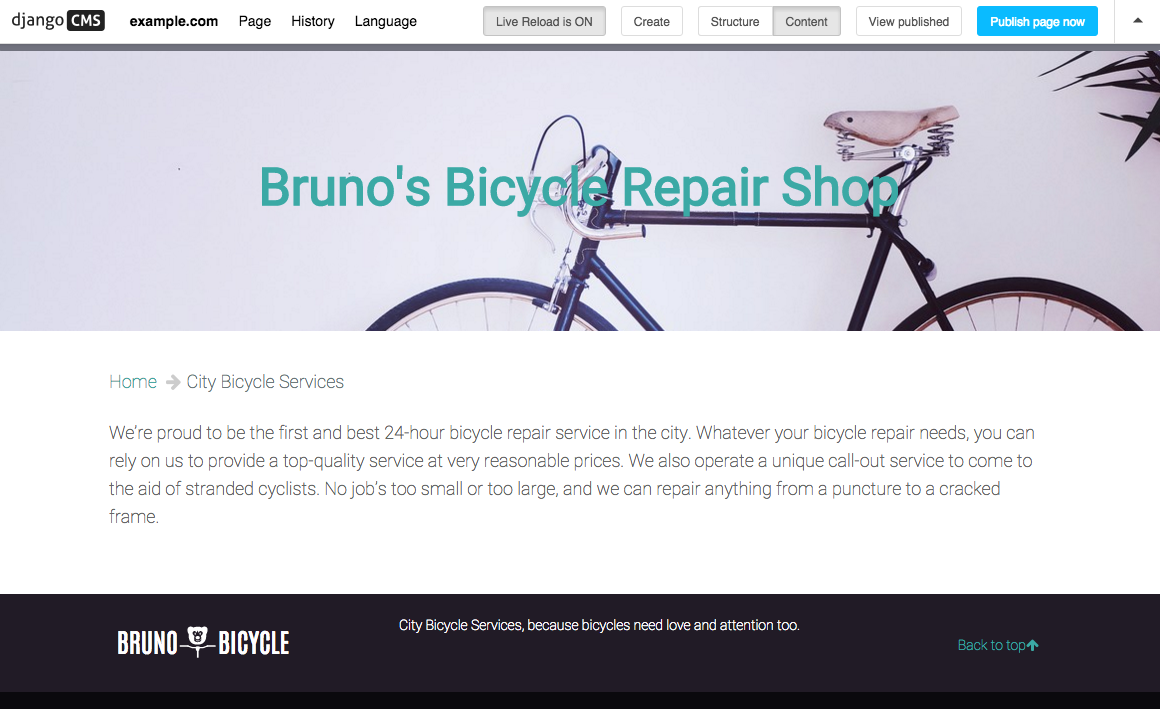 django CMS example.com Page History Language Live Reload is ON Create Structure Content View published Publish page now
Bruno's Bicycle Repair Shop
Home City Bicycle Services
We’re proud to be the first and best 24-hour bicycle repair service in the city. Whatever your bicycle repair needs, you can
rely on us to provide a top-quality service at very reasonable prices. We also operate a unique call-out service to come to
the aid of stranded cyclists. No job’s too small or too large, and we can repair anything from a puncture to a cracked
frame.
City Bicycle Services, because bicycles need love and attention too.
BRUNO BICYCLE
Back to top